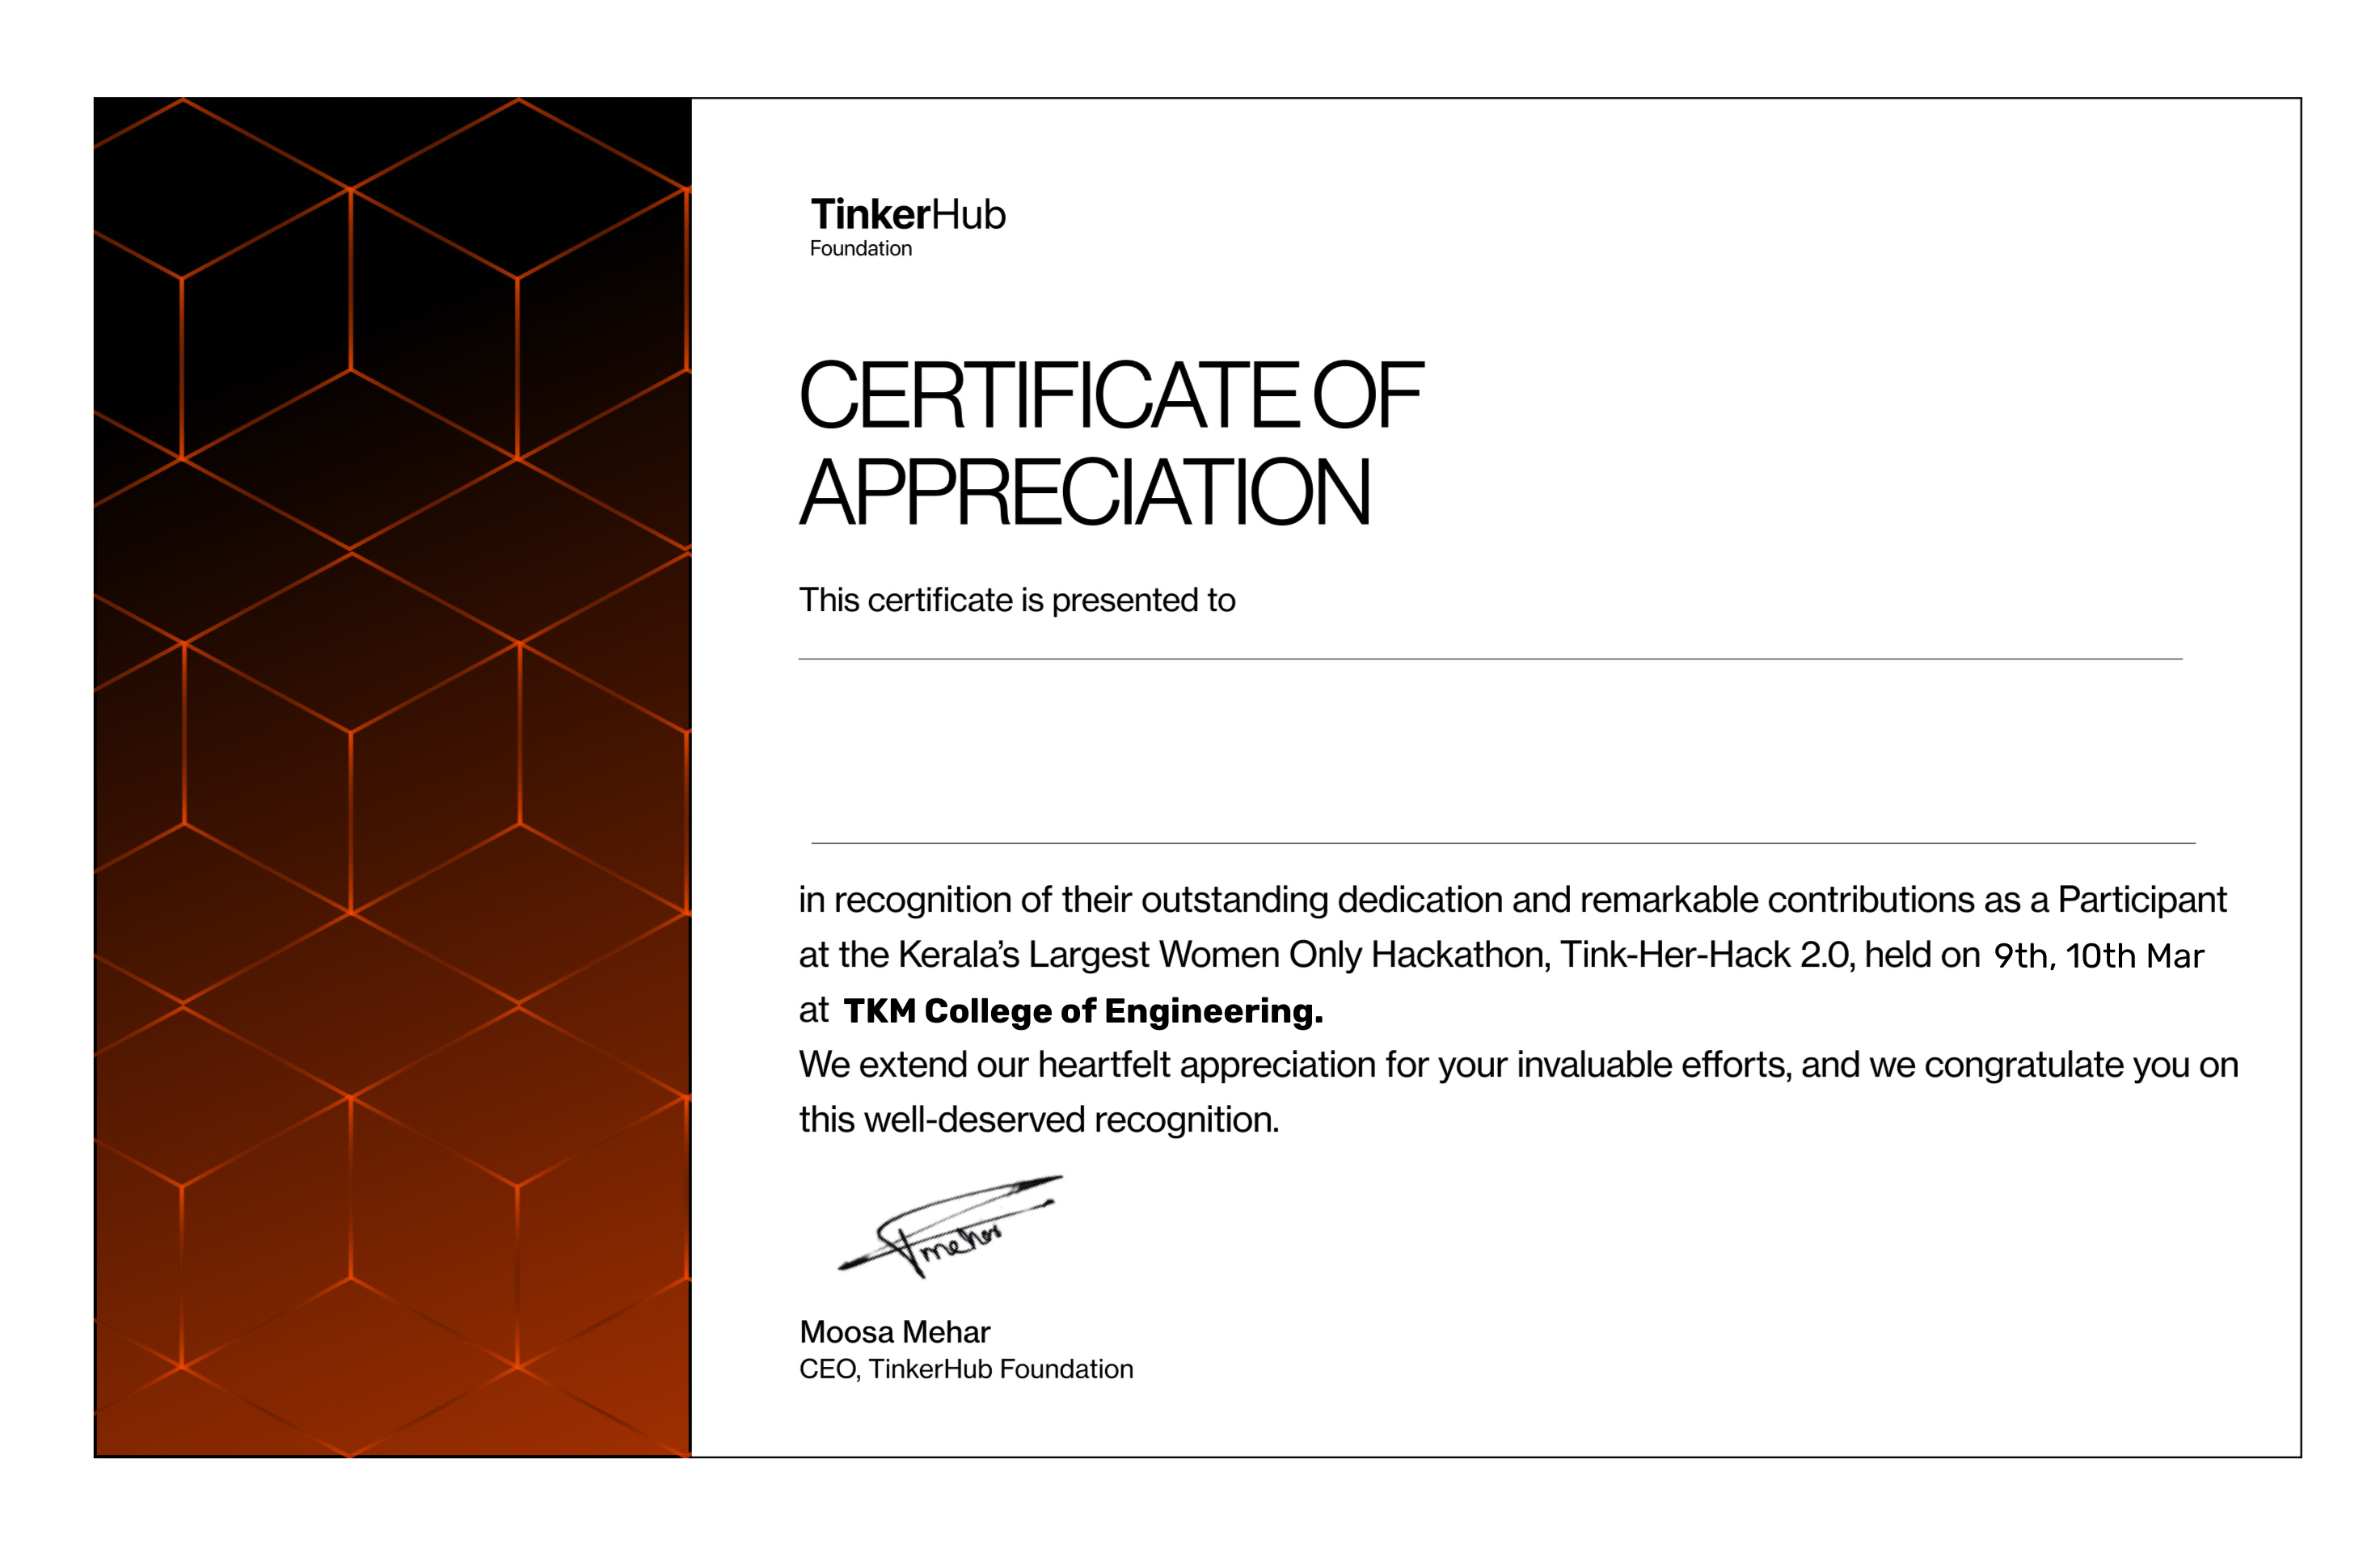 TinkerHub
Foundation
CERTIFICATE OF
APPRECIATION
This certificate is presented to
in recognition of their outstanding dedication and remarkable contributions as a Participant
at the Kerala’s Largest Women Only Hackathon, Tink-Her-Hack 2.0, held on 9th, 10th Mar
at TKM College of Engineering.
We extend our heartfelt appreciation for your invaluable efforts, and we congratulate you on
this well-deserved recognition.
Moosa Mehar
CEO, TinkerHub Foundation